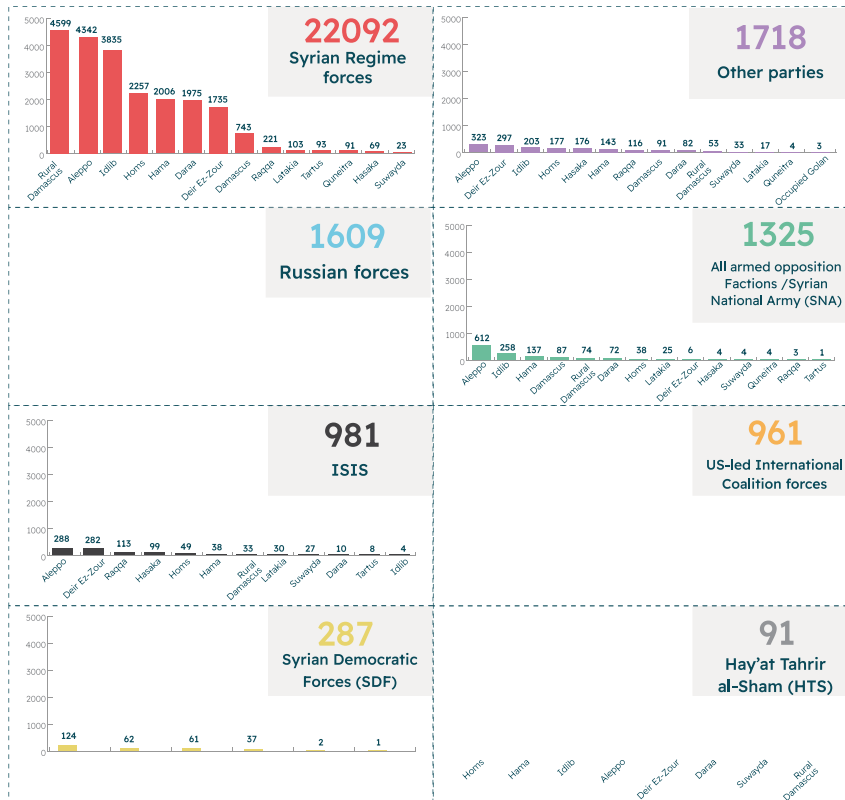 22092
Syrian Regime
forces
5000
4000
3000
2000
1000
0
4599
4342
3835
2257
2006
1975
1735
743
221
103
93
91
69
23
Rural
Damascus
Aleppo
Idlib
Homs
Hama
Daraa
Deir Ez-Zour
Damascus
Raqqa
Latakia
Tartus
Quneitra
Hasaka
Suwayda
1718
Other parties
5000
4000
3000
2000
1000
0
323
297
203
177
176
143
116
91
82
53
33
17
4
3
Aleppo
Deir Ez-Zour
Idlib
Homs
Hasaka
Hama
Raqqa
Damascus
Daraa
Rural
Damascus
Suwayda
Latakia
Quneitra
Occupied Golan
1609
Russian forces
1325
All armed opposition
Factions /Syrian
National Army (SNA)
5000
4000
3000
2000
1000
0
612
258
137
87
74
72
38
25
6
4
4
4
3
1
Aleppo
Idlib
Hama
Damascus
Rural
Damascus
Daraa
Homs
Latakia
Deir Ez-Zour
Hasaka
Suwayda
Quneitra
Raqqa
Tartus
981
ISIS
5000
4000
3000
2000
1000
0
288
282
113
99
49
38
33
30
27
10
8
4
Aleppo
Deir Ez-Zour
Raqqa
Hasaka
Homs
Hama
Rural
Damascus
Latakia
Suwayda
Daraa
Tartus
Idlib
961
US-led International
Coalition forces
287
Syrian Democratic
Forces (SDF)
5000
4000
3000
2000
1000
0
124
62
61
37
2
1
91
Hay'at Tahrir
al-Sham (HTS)
Homs
Hama
Idlib
Aleppo
Deir Ez-Zour
Daraa
Suwayda
Rural
Damascus